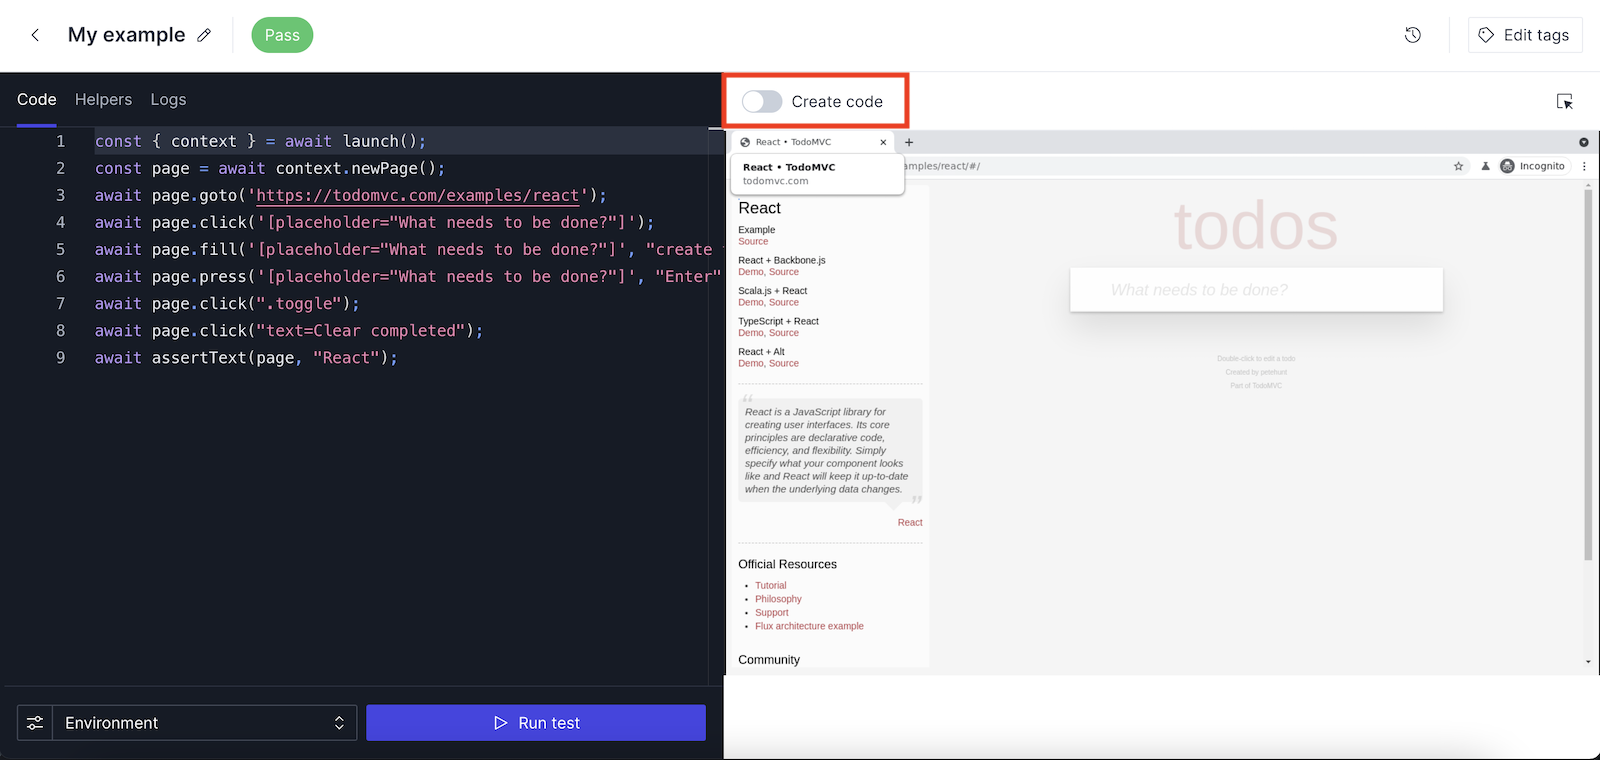 My example
Pass
Edit tags
Code Helpers Logs
Create code
1 const { context } = await launch();
2 const page = await context.newPage();
3 await page.goto('https://todomvc.com/examples/react');
4 await page.click('[placeholder="What needs to be done?"]');
5 await page.fill('[placeholder="What needs to be done?"]', "create
6 await page.press('[placeholder="What needs to be done?"]', "Enter"
7 await page.click(".toggle");
8 await page.click("text=Clear completed");
9 await assertText(page, "React");
Environment
Run test
React • TodoMVC
React • TodoMVC
todomvc.com
amples/react/#/
Incognito
React
Example
Source
React + Backbone.js
Demo, Source
Scala.js + React
Demo, Source
TypeScript + React
Demo, Source
React + Alt
Demo, Source
“
React is a JavaScript library for
creating user interfaces. Its core
principles are declarative code,
efficiency, and flexibility. Simply
specify what your component looks
like and React will keep it up-to-date
when the underlying data changes.
”
React
Official Resources
• Tutorial
• Philosophy
• Support
• Flux architecture example
Community
todos
What needs to be done?
Double-click to edit a todo
Created by petehunt
Part of TodoMVC